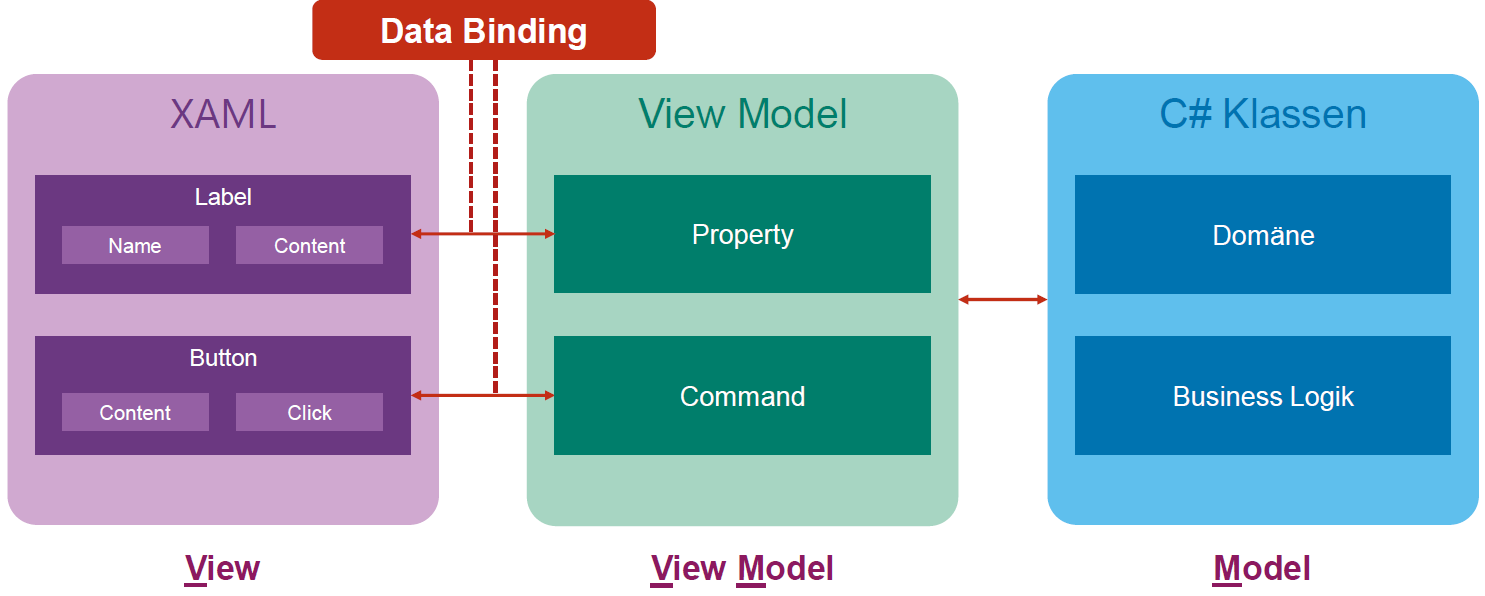 Data Binding
XAML
Label
Name
Content
Button
Content
Click
View
View Model
Property
Command
View Model
C# Klassen
Domäne
Business Logik
Model